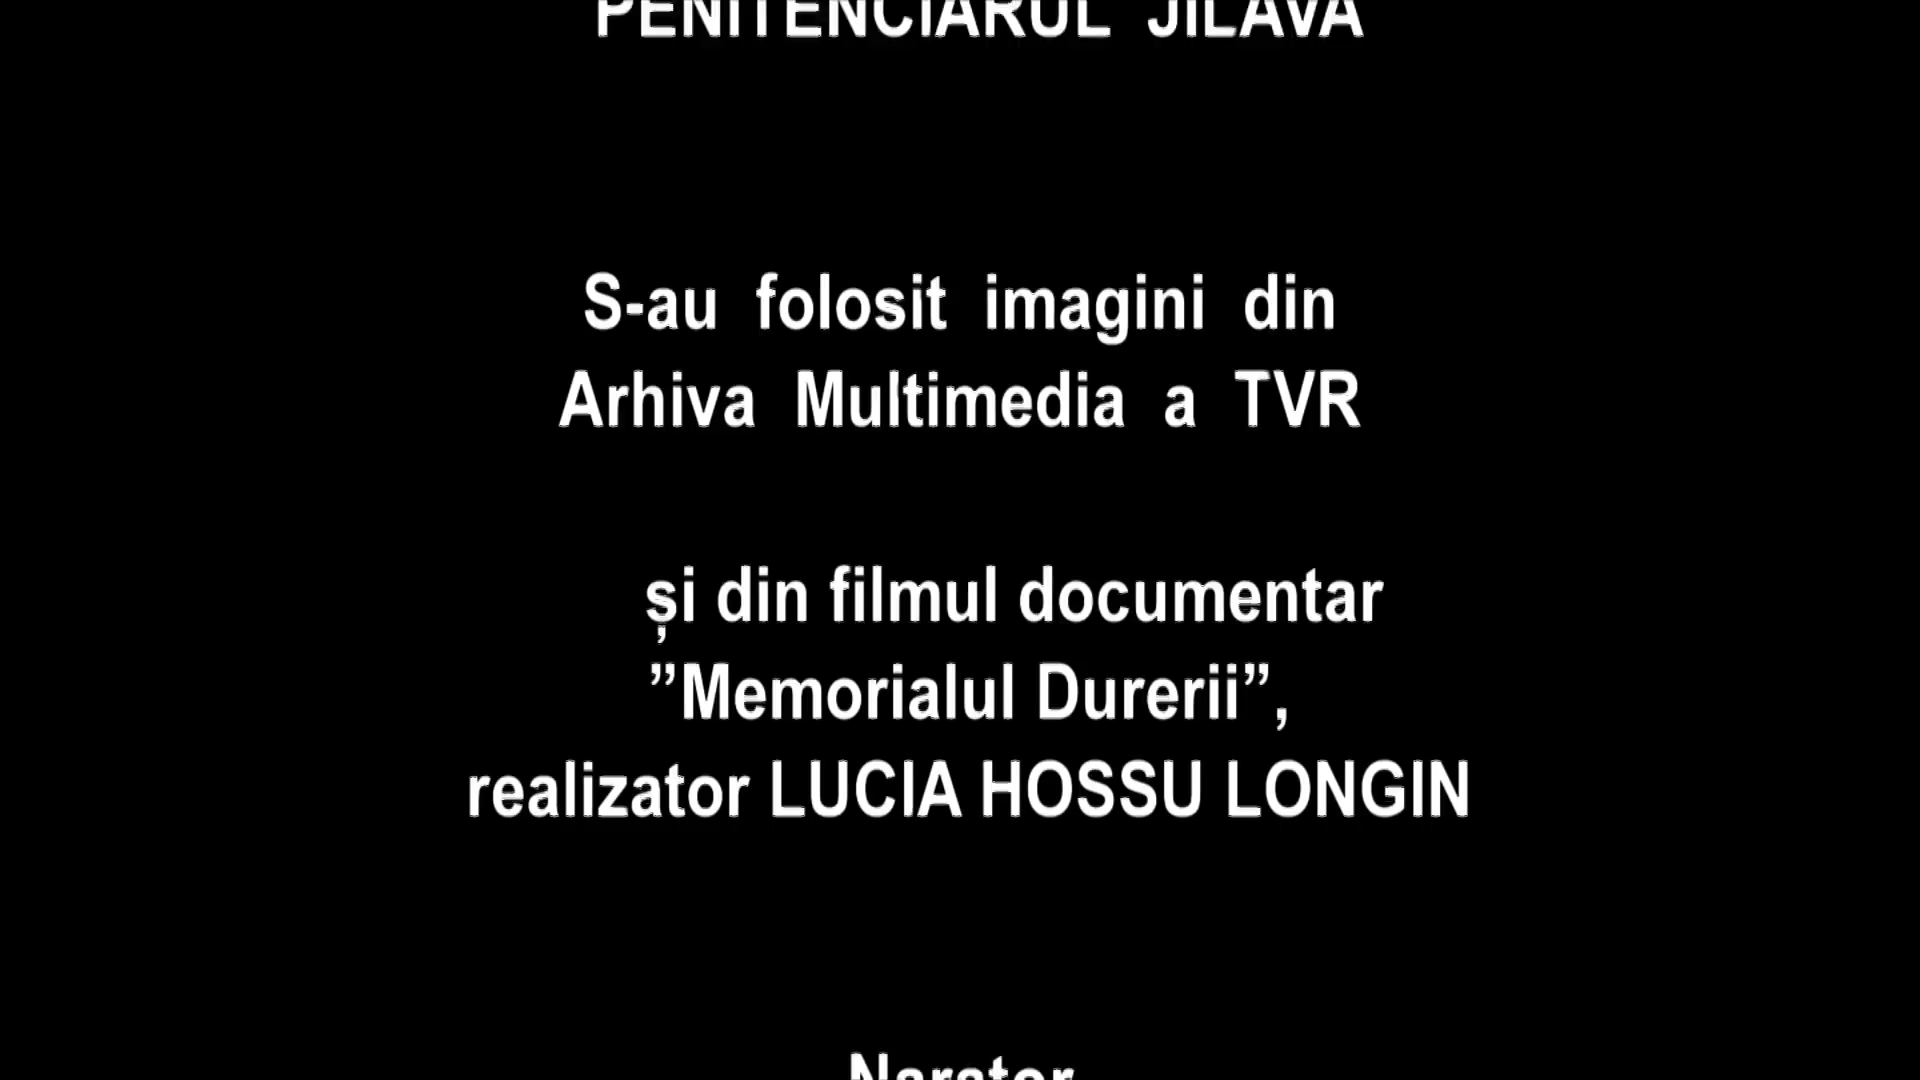 PENITENCIARUL JILAVA
S-au folosit imagini din
Arhiva Multimedia a TVR
și din filmul documentar
”Memorialul Durerii”,
realizator LUCIA HOSSU LONGIN
Narator